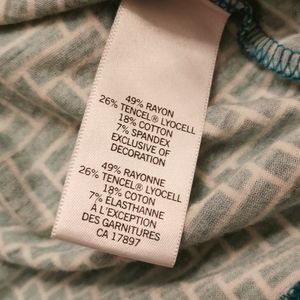 49% RAYON
26% TENCEL® LYOCELL
18% COTTON
7% SPANDEX
EXCLUSIVE OF
DECORATION
49% RAYONNE
26% TENCEL® LYOCELL
18% COTON
7% ÉLASTHANNE
À L'EXCEPTION
DES GARNITURES
CA 17897